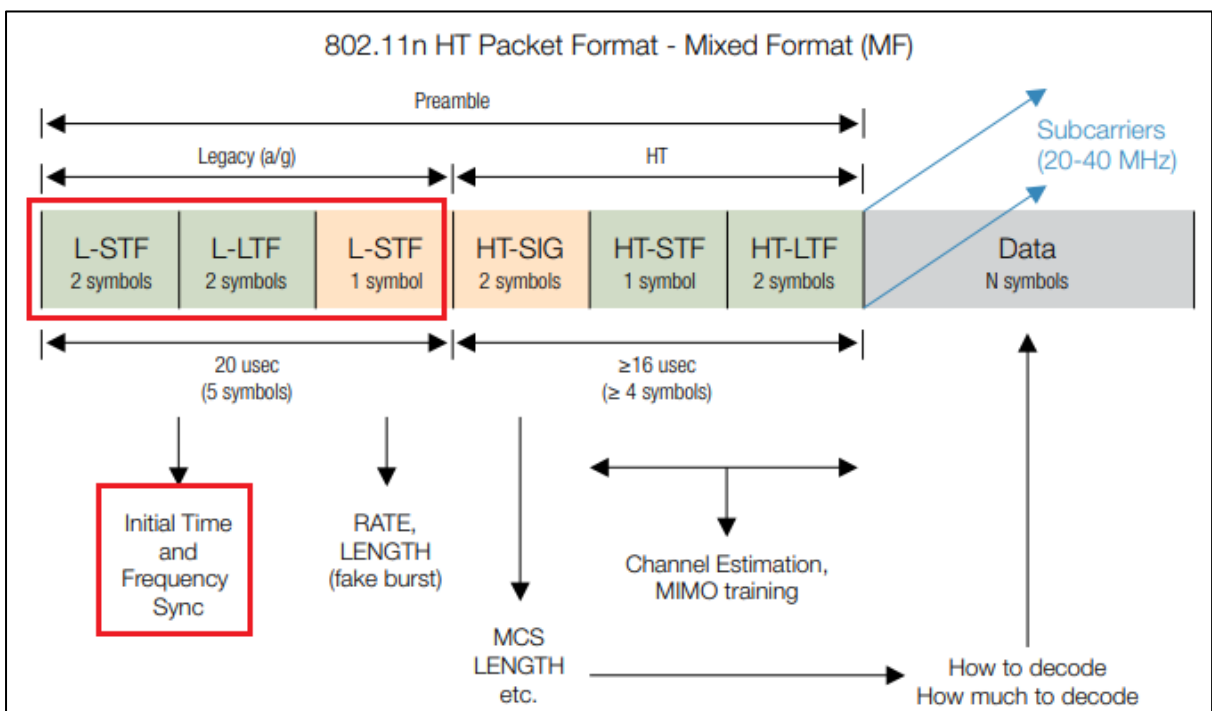 802.11n HT Packet Format - Mixed Format (MF)
Preamble
Subcarriers
(20-40 MHz)
Legacy (a/g)
HT
L-STF
2 symbols
L-LTF
2 symbols
L-STF
1 symbol
HT-SIG
2 symbols
HT-STF
1 symbol
HT-LTF
2 symbols
Data
N symbols
20 usec
(5 symbols)
≥16 usec
(≥ 4 symbols)
Initial Time
and
Frequency
Sync
RATE,
LENGTH
(fake burst)
Channel Estimation,
MIMO training
MCS
LENGTH
etc.
How to decode
How much to decode